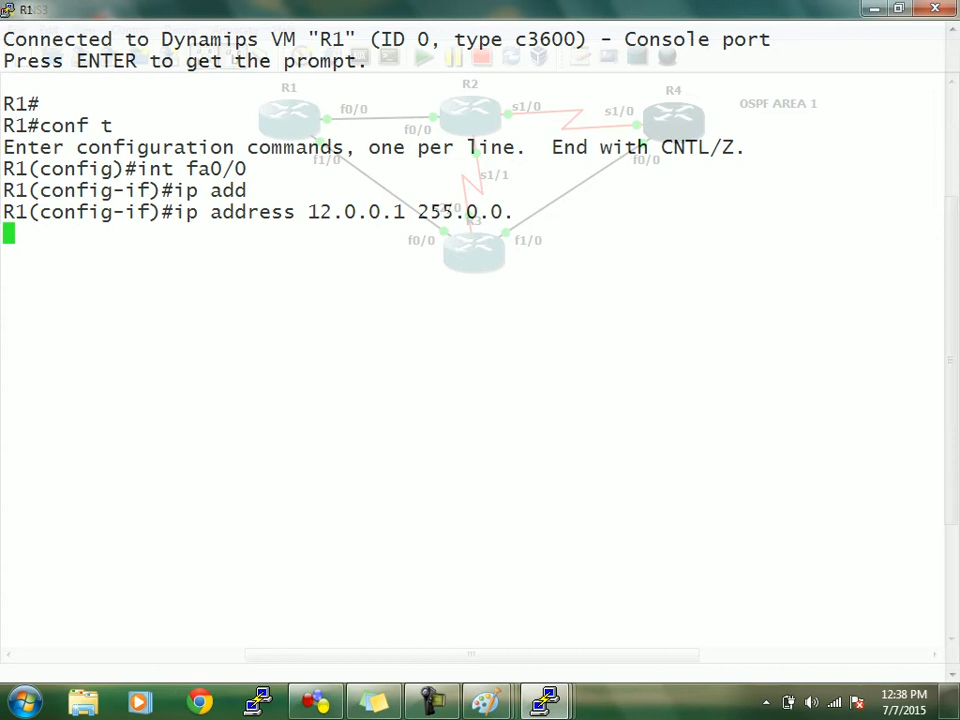 R1
Connected to Dynamips VM "R1" (ID 0, type c3600) - Console port
Press ENTER to get the prompt.
R1#
R1#conf t
Enter configuration commands, one per line.  End with CNTL/Z.
R1(config)#int fa0/0
R1(config-if)#ip add
R1(config-if)#ip address 12.0.0.1 255.0.0.
R1
R2
R4
OSPF AREA 1
f0/0
f0/0
s1/0
s1/0
f1/0
s1/1
f0/0
f0/0
f1/0
12:38 PM
7/7/2015